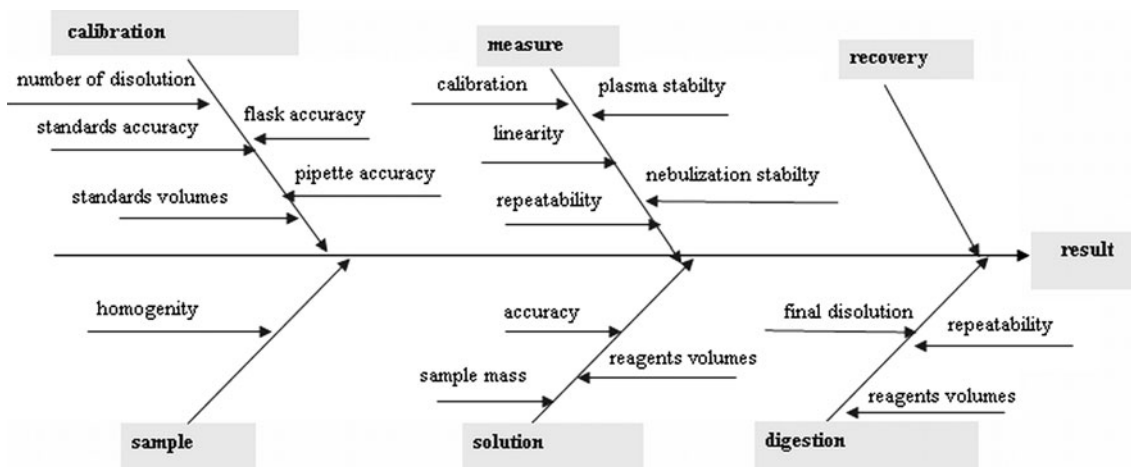 calibration
measure
recovery
number of disolution
calibration
plasma stabilty
standards accuracy
flask accuracy
linearity
pipette accuracy
nebulization stabilty
standards volumes
repeatability
result
homogenity
accuracy
final disolution
repeatability
sample mass
reagents volumes
reagents volumes
sample
solution
digestion